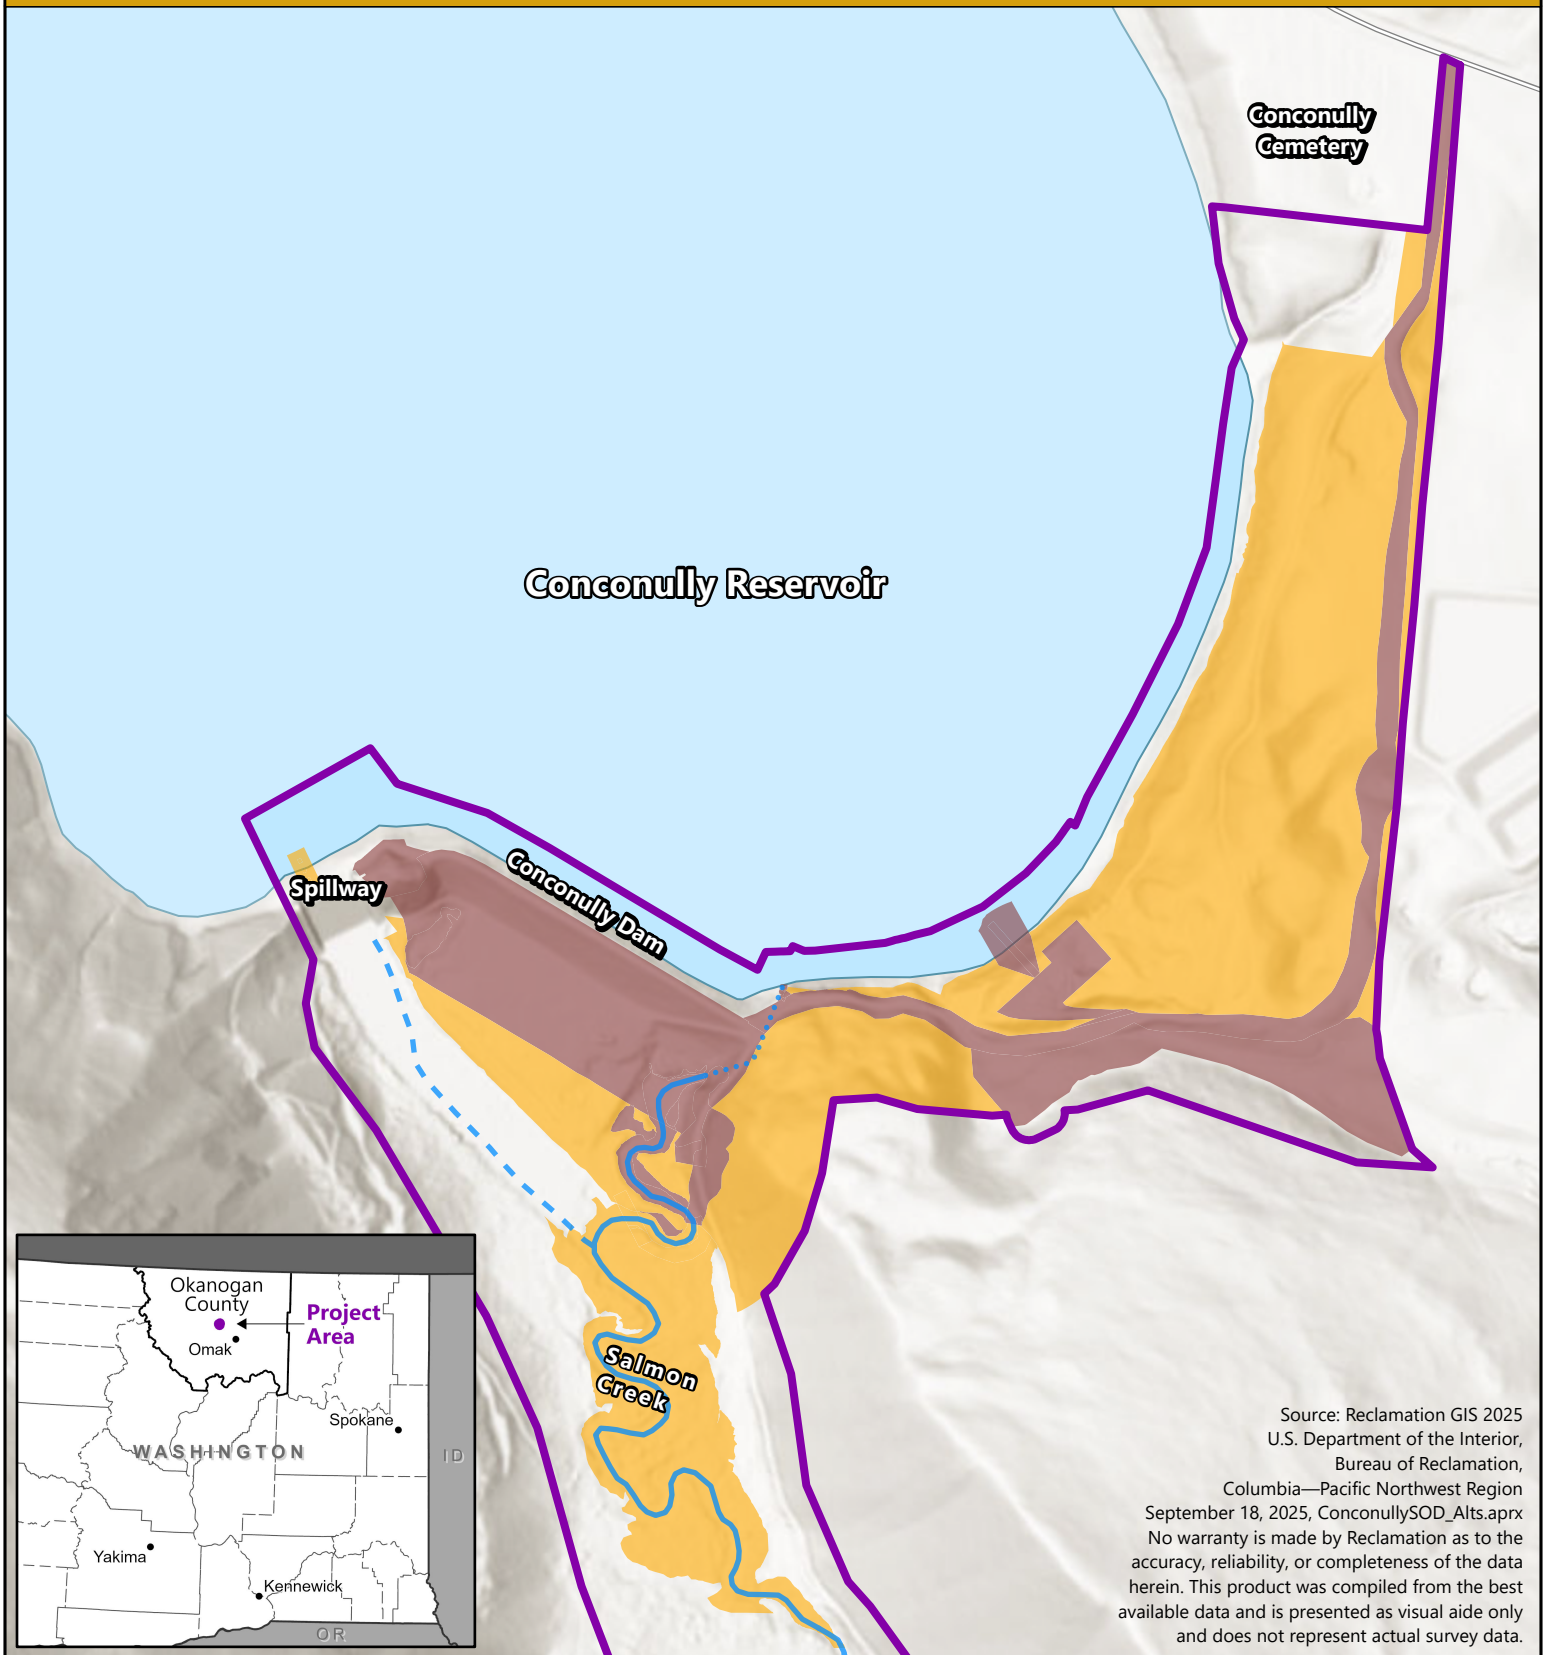 Conconully
Cemetery
Conconully Reservoir
Spillway
Conconully Dam
Salmon
Creek
Okanogan
County
Project
Area
Omak
Spokane
WASHINGTON
ID
Yakima
Kennewick
OR
Source: Reclamation GIS 2025
U.S. Department of the Interior,
Bureau of Reclamation,
Columbia—Pacific Northwest Region
September 18, 2025, ConconullySOD_Alts.aprx
No warranty is made by Reclamation as to the
accuracy, reliability, or completeness of the data
herein. This product was compiled from the best
available data and is presented as visual aide only
and does not represent actual survey data.